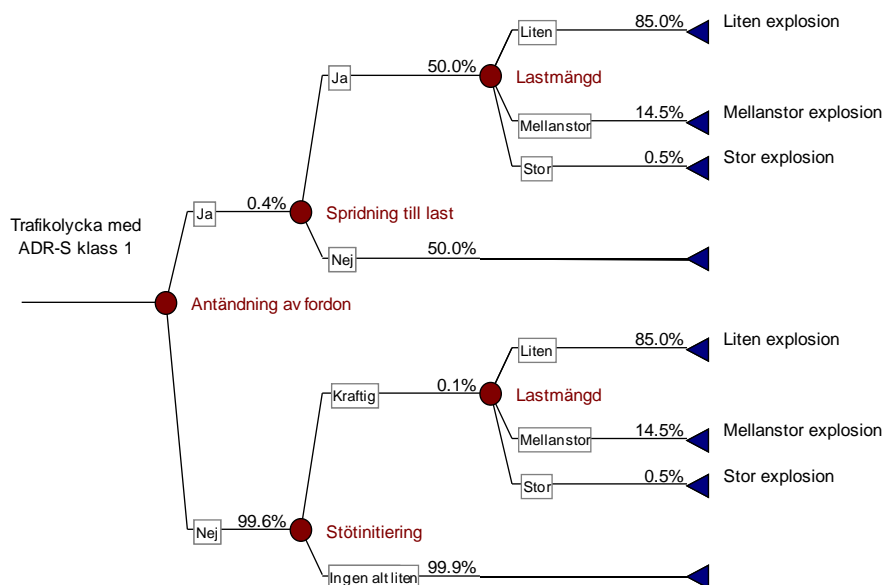 Liten
85.0%
Liten explosion
Ja
50.0%
Lastmängd
Mellanstor
14.5%
Mellanstor explosion
Stor
0.5%
Stor explosion
Trafikolycka med
ADR-S klass 1
Ja
0.4%
Spridning till last
Nej
50.0%
Antändning av fordon
Liten
85.0%
Liten explosion
Kraftig
0.1%
Lastmängd
Mellanstor
14.5%
Mellanstor explosion
Stor
0.5%
Stor explosion
Nej
99.6%
Stötinitiering
Ingen alt liten
99.9%